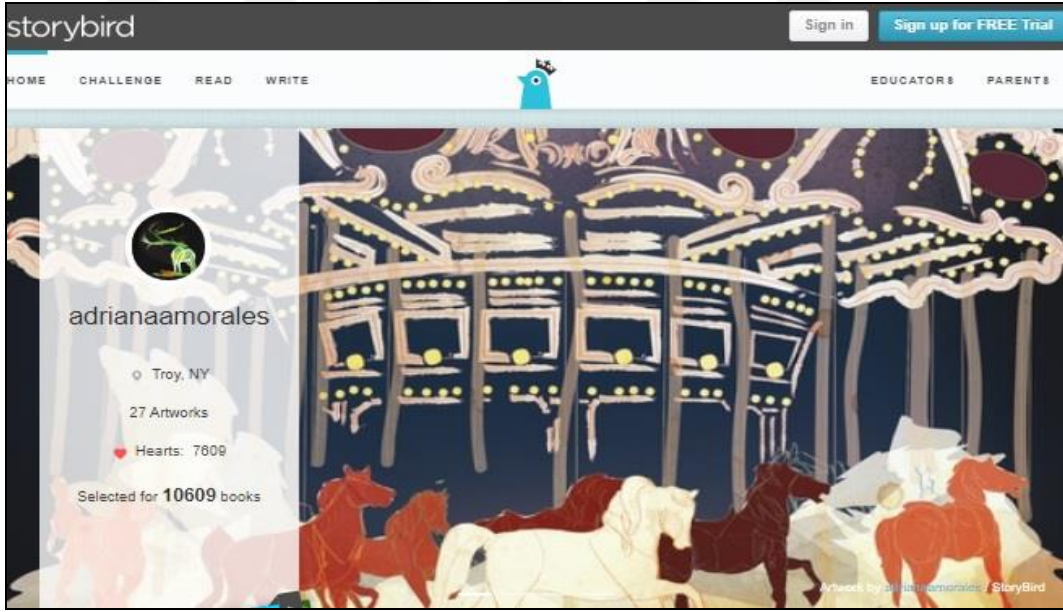 storybird
Sign in
Sign up for FREE Trial
HOME CHALLENGE READ WRITE
EDUCATORS PARENTS
adrianaamorales
Troy, NY
27 Artworks
Hearts: 7609
Selected for 10609 books
Artwork by adrianaamorales / StoryBird